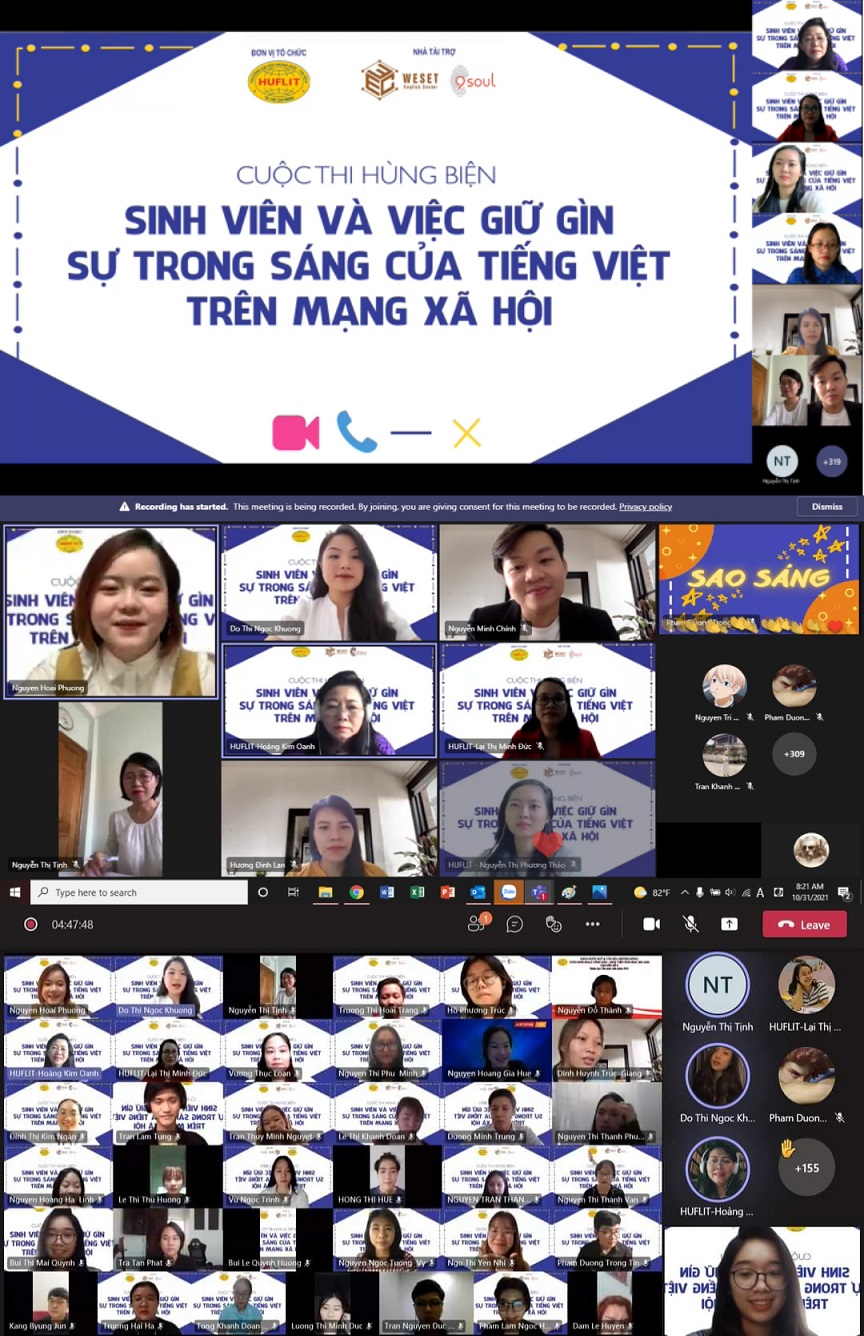 ĐƠN VỊ TỔ CHỨC
NHÀ TÀI TRỢ
HUFLIT
WESET
English Center
9soul
CUỘC THI HÙNG BIỆN
SINH VIÊN VÀ VIỆC GIỮ GÌN
SỰ TRONG SÁNG CỦA TIẾNG VIỆT
TRÊN MẠNG XÃ HỘI
NT
+319
Nguyễn Thị Tịnh
Recording has started. This meeting is being recorded. By joining, you are giving consent for this meeting to be recorded. Privacy policy
Dismiss
Nguyen Hoai Phuong
Do Thi Ngoc Khuong
Nguyễn Minh Chính
SAO SÁNG
HUFLIT-Hoàng Kim Oanh
HUFLIT-Lại Thị Minh Đức
Nguyen Tri ...
Pham Duon...
Tran Khanh ...
+309
Nguyễn Thị Tịnh
Hương Đinh Lan
HUFLIT - Nguyễn Thị Phương Thảo
Type here to search
82°F
8:21 AM
10/31/2021
04:47:48
Leave
Nguyen Hoai Phuong
Do Thi Ngoc Khuong
Nguyễn Thị Tịnh
Truong Thi Hoai Trang
Hồ Phương Trúc
Nguyễn Đỗ Thành
HUFLIT-Hoàng Kim Oanh
HUFLIT-Lại Thị Minh Đức
Vương Thục Loan
Nguyen Thi Phu Minh
Nguyen Hoang Gia Hue
Dinh Huynh Truc Giang
Đinh Thị Kim Ngân
Tran Lam Tung
Tran Thuy Minh Nguyet
Le Thi Khanh Doan
Duong Minh Trung
Nguyen Thi Thanh Phu...
Nguyen Hoang Ha Linh
Le Thi Thu Huong
Vu Ngoc Trinh
HONG THI HUE
NGUYEN TRAN THAN...
Nguyen Thi Thanh Van
Bui Thi Mai Quynh
Tra Tan Phat
Bui Le Quynh Huong
Nguyen Ngoc Tuong Vy
Ngo Thi Yen Nhi
Pham Duong Trong Tin
Kang Byung Jun
Truong Hai Ha
Tong Khanh Doan...
Luong Thi Minh Duc
Tran Nguyen Duc...
Pham Lam Ngoc H...
Dam Le Huyen
NT
Nguyễn Thị Tịnh
HUFLIT-Lại Thị ...
Do Thi Ngoc Kh...
Pham Duon...
HUFLIT-Hoàng ...
+155